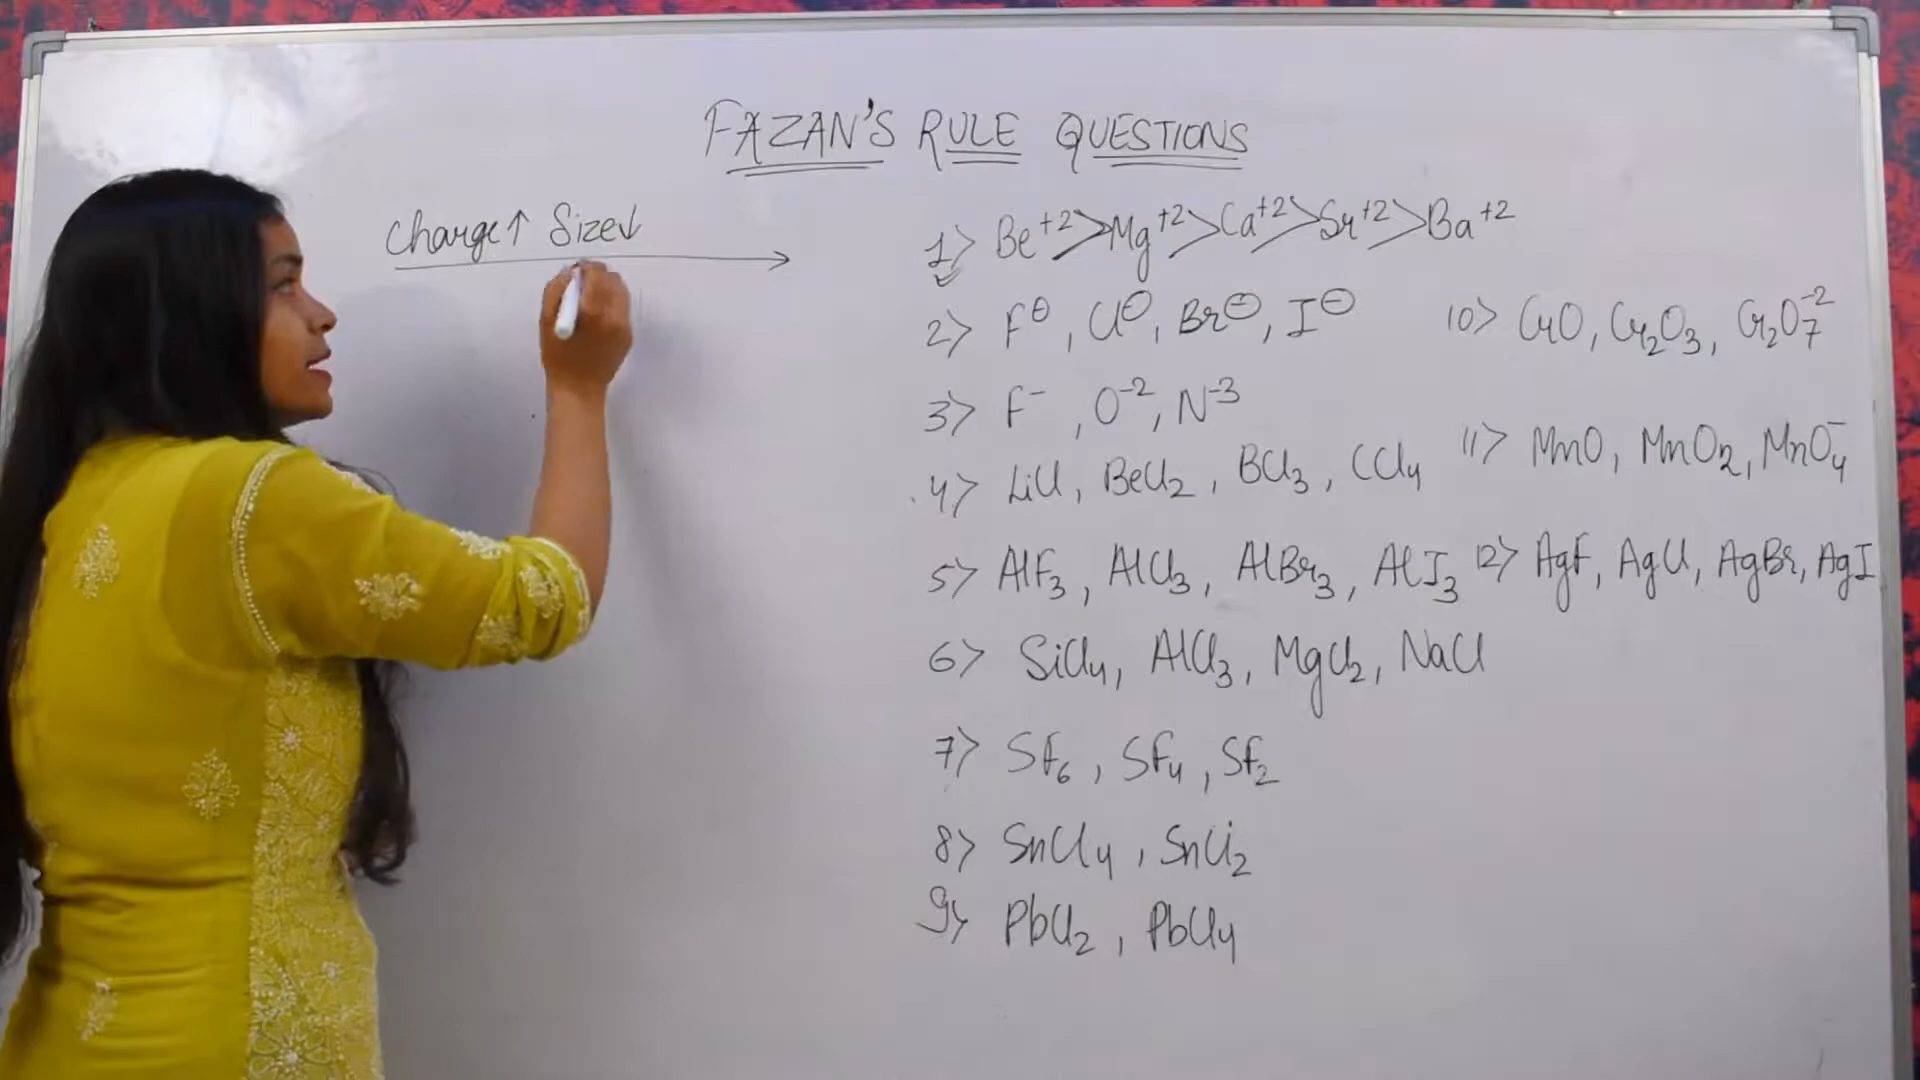 FAZAN'S RULE QUESTIONS
Charge↑ Size↓
1> Be+2 > Mg+2 > Ca+2 > Sr+2 > Ba+2
2> F⊖, Cl⊖, Br⊖, I⊖
3> F-, O-2, N-3
4> LiCl, BeCl2, BCl3, CCl4
5> AlF3, AlCl3, AlBr3, AlI3
6> SiCl4, AlCl3, MgCl2, NaCl
7> SF6, SF4, SF2
8> SnCl4, SnCl2
9> PbCl2, PbCl4
10> CrO, Cr2O3, Cr2O7-2
11> MnO, MnO2, MnO4-
12> AgF, AgCl, AgBr, AgI